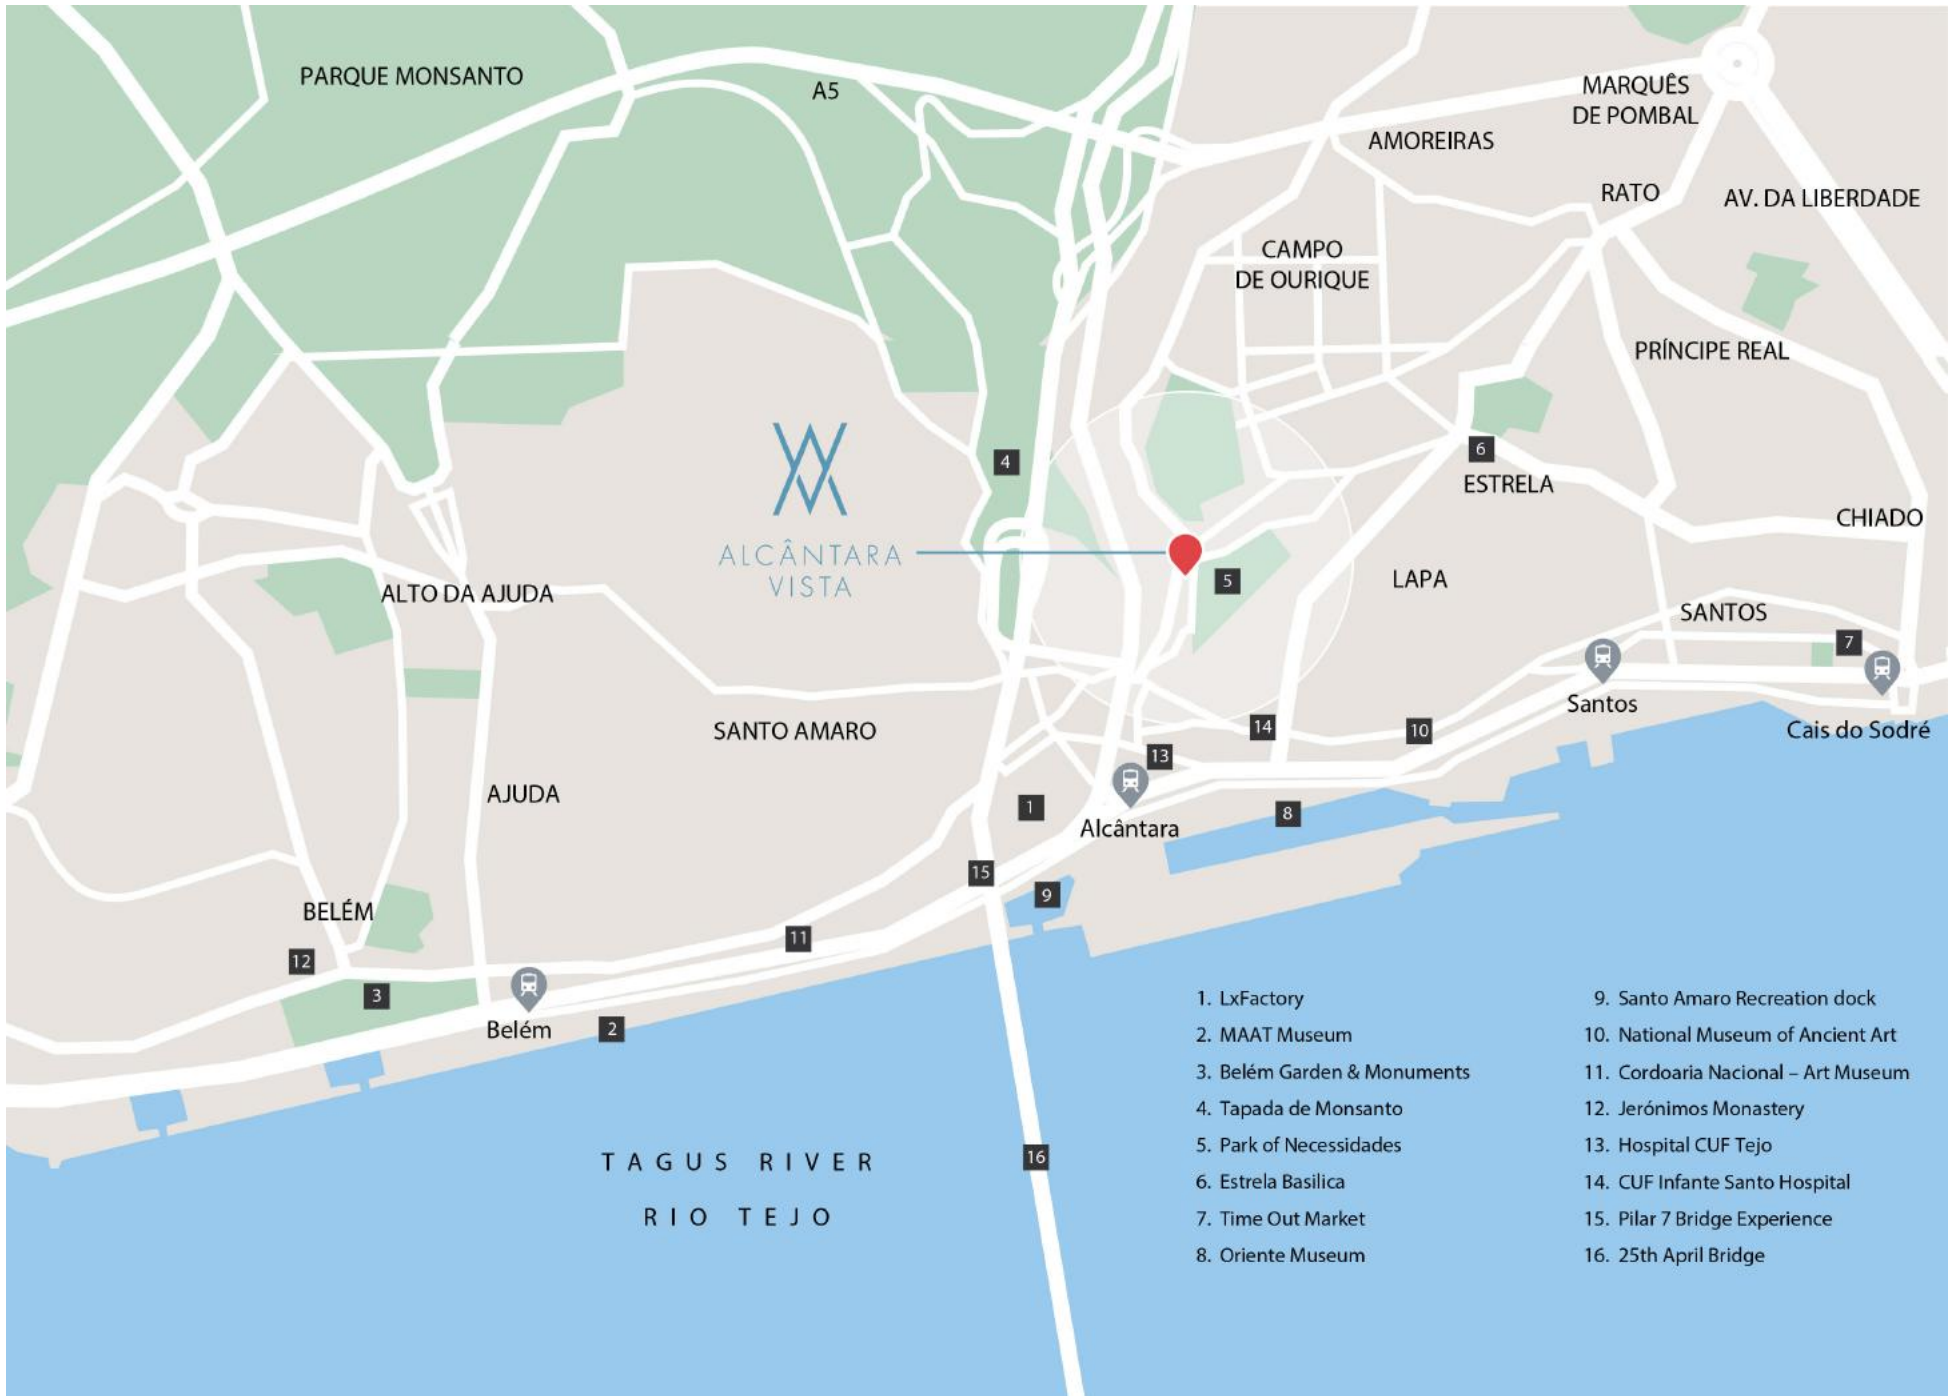 PARQUE MONSANTO
A5
MARQUÊS
DE POMBAL
AMOREIRAS
RATO
AV. DA LIBERDADE
CAMPO
DE OURIQUE
PRÍNCIPE REAL
4
6
ESTRELA
CHIADO
ALCÂNTARA
VISTA
5
LAPA
ALTO DA AJUDA
SANTOS
7
Santos
Cais do Sodré
SANTO AMARO
14
10
13
AJUDA
1
Alcântara
8
15
9
BELÉM
11
12
3
Belém
2
TAGUS RIVER
RIO TEJO
16
1. LxFactory
2. MAAT Museum
3. Belém Garden & Monuments
4. Tapada de Monsanto
5. Park of Necessidades
6. Estrela Basilica
7. Time Out Market
8. Oriente Museum
9. Santo Amaro Recreation dock
10. National Museum of Ancient Art
11. Cordoaria Nacional – Art Museum
12. Jerónimos Monastery
13. Hospital CUF Tejo
14. CUF Infante Santo Hospital
15. Pilar 7 Bridge Experience
16. 25th April Bridge